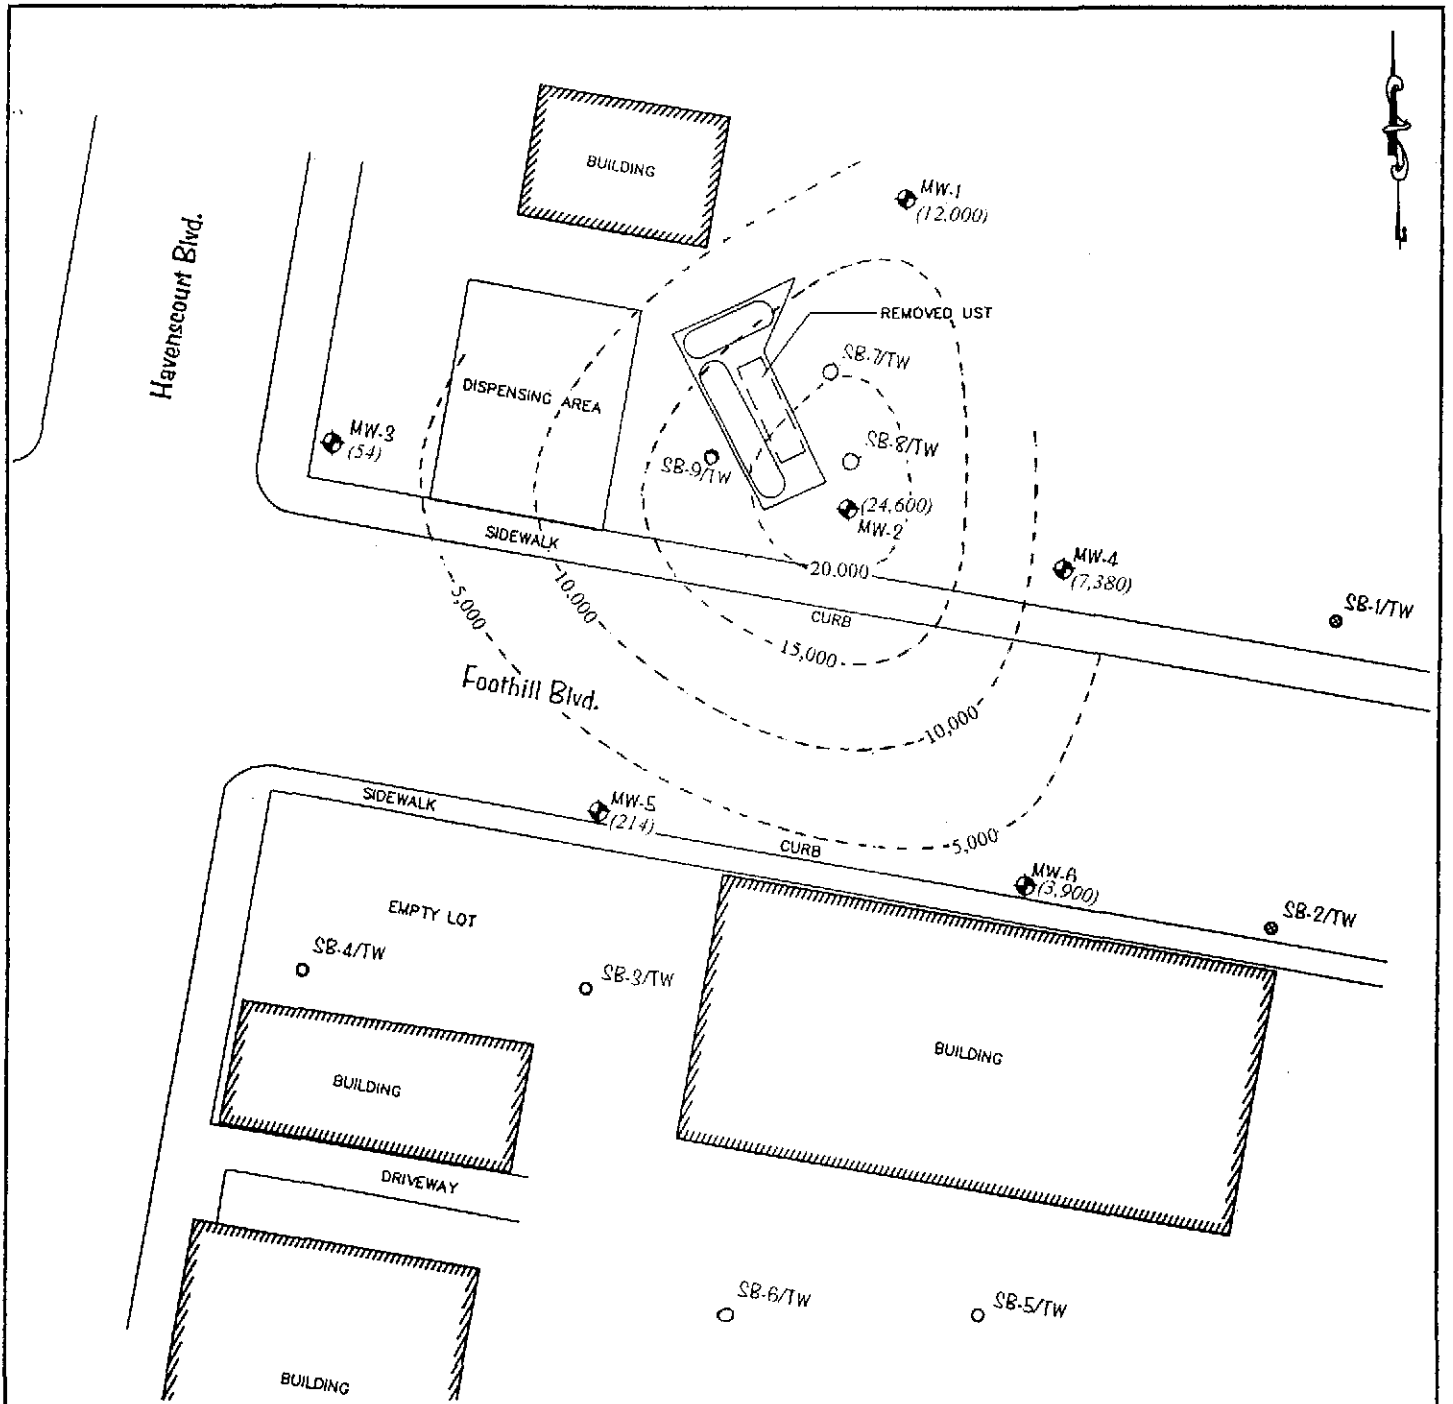 BUILDING
MW-1
(12,000)
Havenscourt Blvd.
REMOVED UST
SB-7/TW
DISPENSING AREA
MW-3
(54)
SB-8/TW
SB-9/TW
(24,600)
MW-2
SIDEWALK
20,000
MW-4
(7,380)
5,000
10,000
CURB
SB-1/TW
15,000
Foothill Blvd.
10,000
SIDEWALK
MW-5
(214)
CURB
5,000
MW-6
(3,900)
EMPTY LOT
SB-2/TW
SB-4/TW
SB-3/TW
BUILDING
BUILDING
DRIVEWAY
SB-6/TW
SB-5/TW
BUILDING